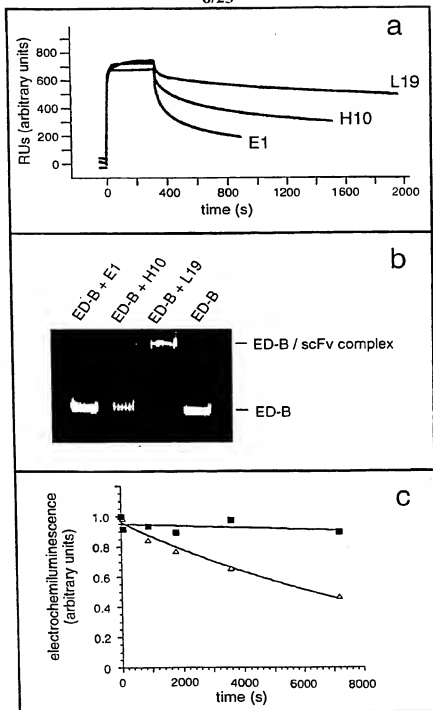 6/23
a
RUs (arbitrary units)
800
600
400
200
0
L19
H10
E1
0 400 800 1200 1600 2000
time (s)
b
ED-B + E1
ED-B + H10
ED-B + L19
ED-B
ED-B / scFv complex
ED-B
c
electrochemiluminescence
(arbitrary units)
1.0
0.8
0.6
0.4
0.2
0
0 2000 4000 6000 8000
time (s)